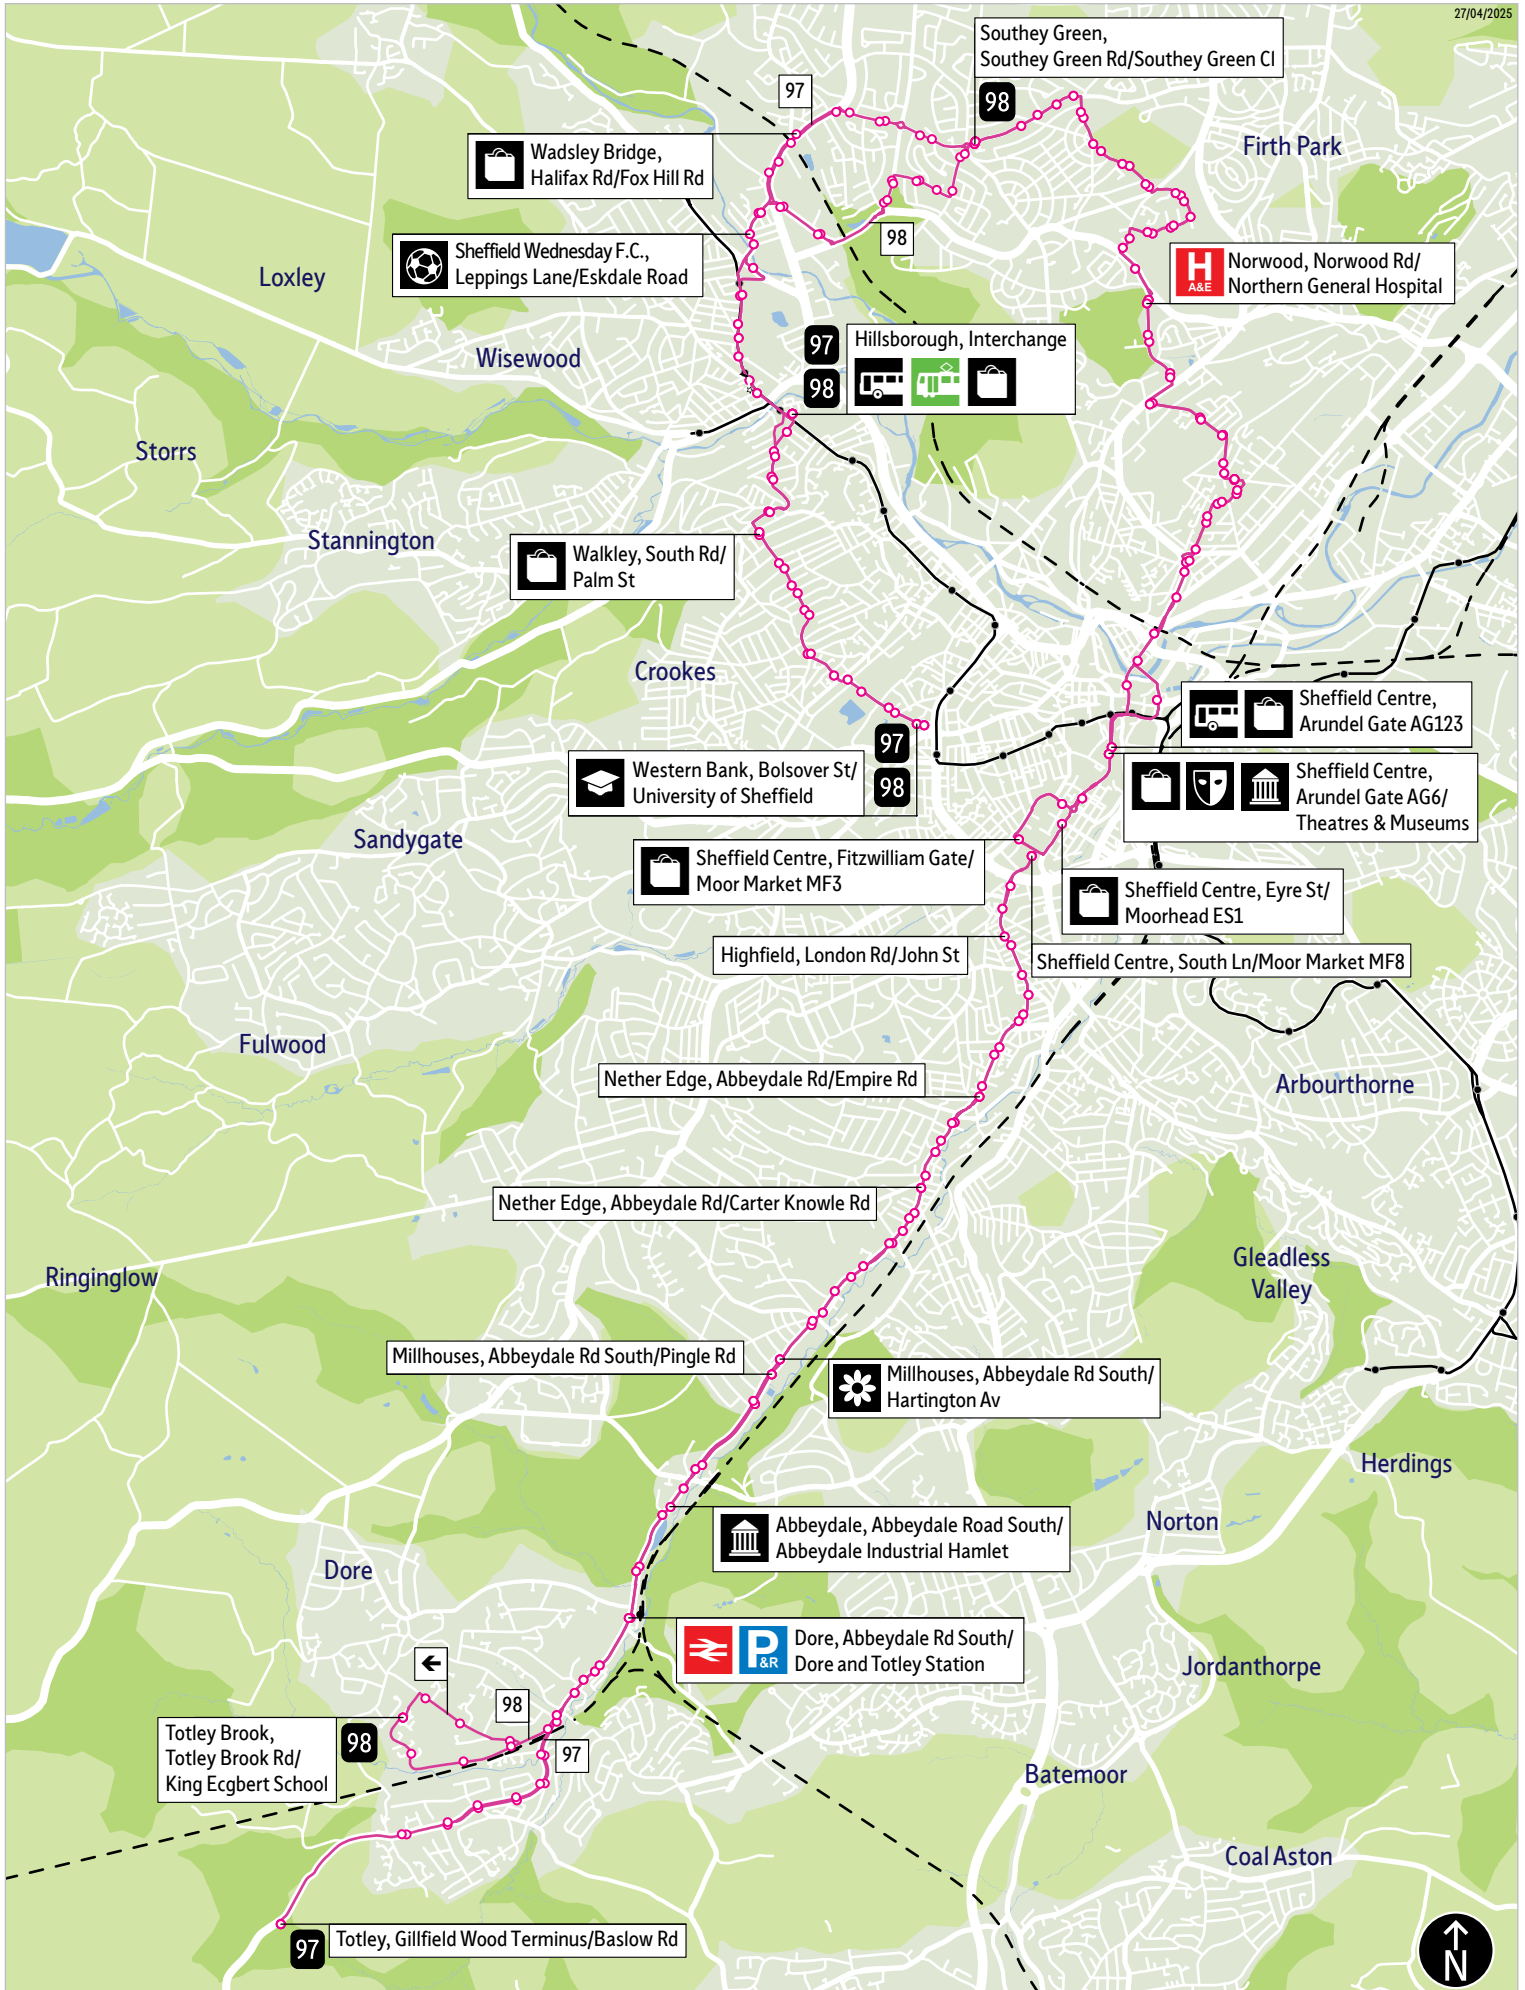 27/04/2025
Southey Green,
Southey Green Rd/Southey Green Cl
98
97
Firth Park
Wadsley Bridge,
Halifax Rd/Fox Hill Rd
98
Sheffield Wednesday F.C.,
Leppings Lane/Eskdale Road
Loxley
H
A&E
Norwood, Norwood Rd/
Northern General Hospital
Wisewood
97
98
Hillsborough, Interchange
Storrs
Stannington
Walkley, South Rd/
Palm St
Crookes
Sheffield Centre,
Arundel Gate AG123
97
98
Western Bank, Bolsover St/
University of Sheffield
Sheffield Centre,
Arundel Gate AG6/
Theatres & Museums
Sandygate
Sheffield Centre, Fitzwilliam Gate/
Moor Market MF3
Sheffield Centre, Eyre St/
Moorhead ES1
Highfield, London Rd/John St
Sheffield Centre, South Ln/Moor Market MF8
Fulwood
Nether Edge, Abbeydale Rd/Empire Rd
Arbourthorne
Nether Edge, Abbeydale Rd/Carter Knowle Rd
Ringinglow
Gleadless
Valley
Millhouses, Abbeydale Rd South/Pingle Rd
Millhouses, Abbeydale Rd South/
Hartington Av
Herdings
Norton
Abbeydale, Abbeydale Road South/
Abbeydale Industrial Hamlet
Dore
P
&R
Dore, Abbeydale Rd South/
Dore and Totley Station
Jordanthorpe
98
Totley Brook,
Totley Brook Rd/
King Ecgbert School
98
97
Batemoor
Coal Aston
97
Totley, Gillfield Wood Terminus/Baslow Rd
N